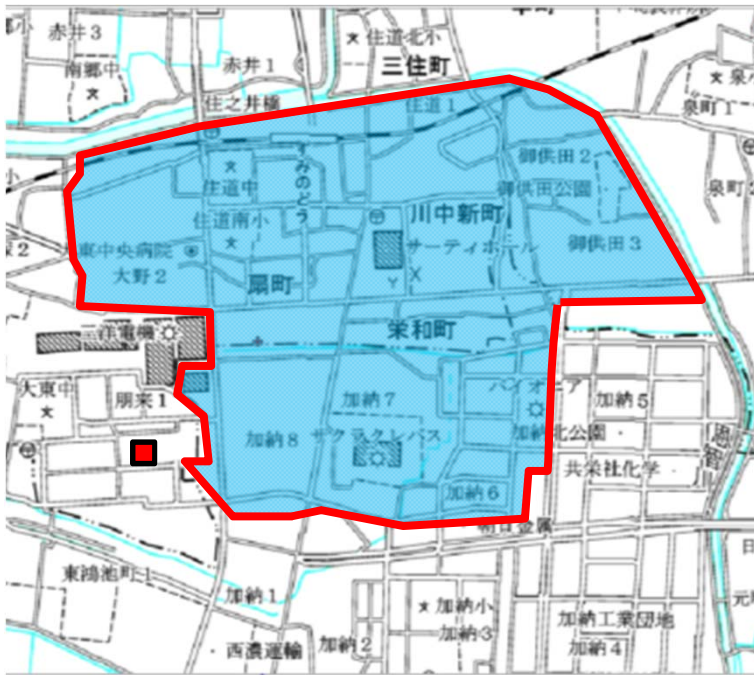 赤井3
住道北小
三住町
南郷中
赤井1
住之井橋
住道1
泉町1
御供田2
住道中
すみのどう
御供田公園
住道南小
川中新町
サーティホール
御供田3
東中央病院
大野2
扇町
三洋電機
栄和町
大東中
朋来1
加納7
パイオニア
加納5
加納8
サクラクレパス
加納北公園
共栄社化学
加納6
朝日金属
東鴻池町1
加納1
加納小
加納3
加納工業団地
加納4
西濃運輸
加納2